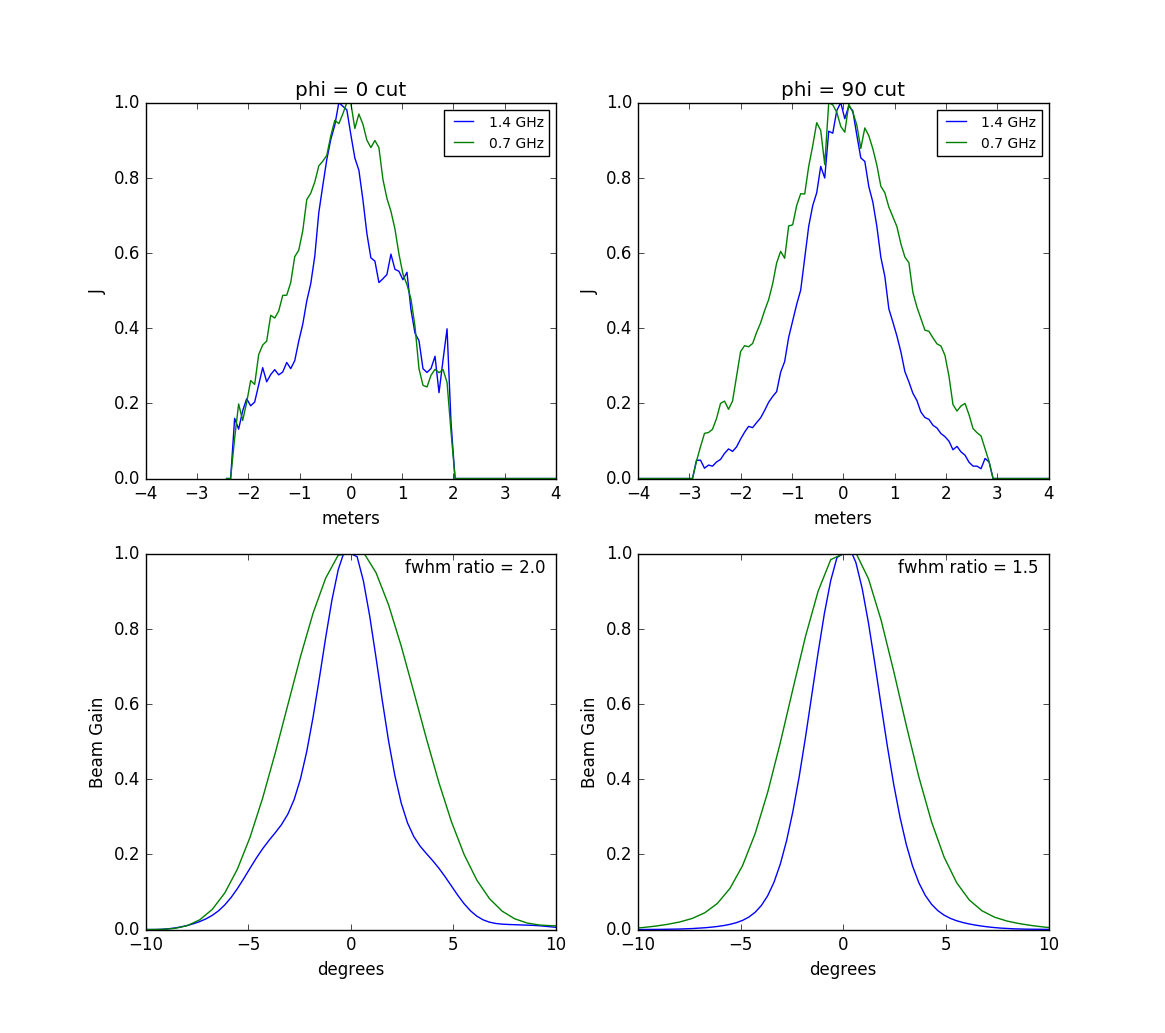 phi = 0 cut
1.0
0.8
0.6
0.4
0.2
0.0
J
1.4 GHz
0.7 GHz
−4 −3 −2 −1 0 1 2 3 4
meters
phi = 90 cut
1.0
0.8
0.6
0.4
0.2
0.0
J
1.4 GHz
0.7 GHz
−4 −3 −2 −1 0 1 2 3 4
meters
1.0
0.8
0.6
0.4
0.2
0.0
Beam Gain
fwhm ratio = 2.0
−10 −5 0 5 10
degrees
1.0
0.8
0.6
0.4
0.2
0.0
Beam Gain
fwhm ratio = 1.5
−10 −5 0 5 10
degrees